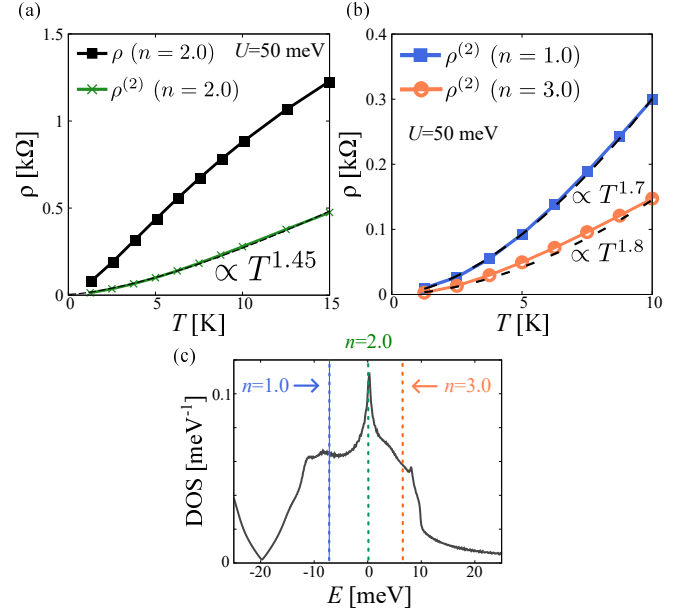 (a)
1.5
1
0.5
0
ρ [kΩ]
ρ (n = 2.0)
U=50 meV
ρ(2) (n = 2.0)
∝ T1.45
0 5 10 15
T [K]
(b)
0.4
0.3
0.2
0.1
0
ρ [kΩ]
ρ(2) (n = 1.0)
ρ(2) (n = 3.0)
U=50 meV
∝ T1.7
∝ T1.8
0 5 10
T [K]
(c)
n=2.0
0.1
0
DOS [meV-1]
n=1.0
n=3.0
-20 -10 0 10 20
E [meV]